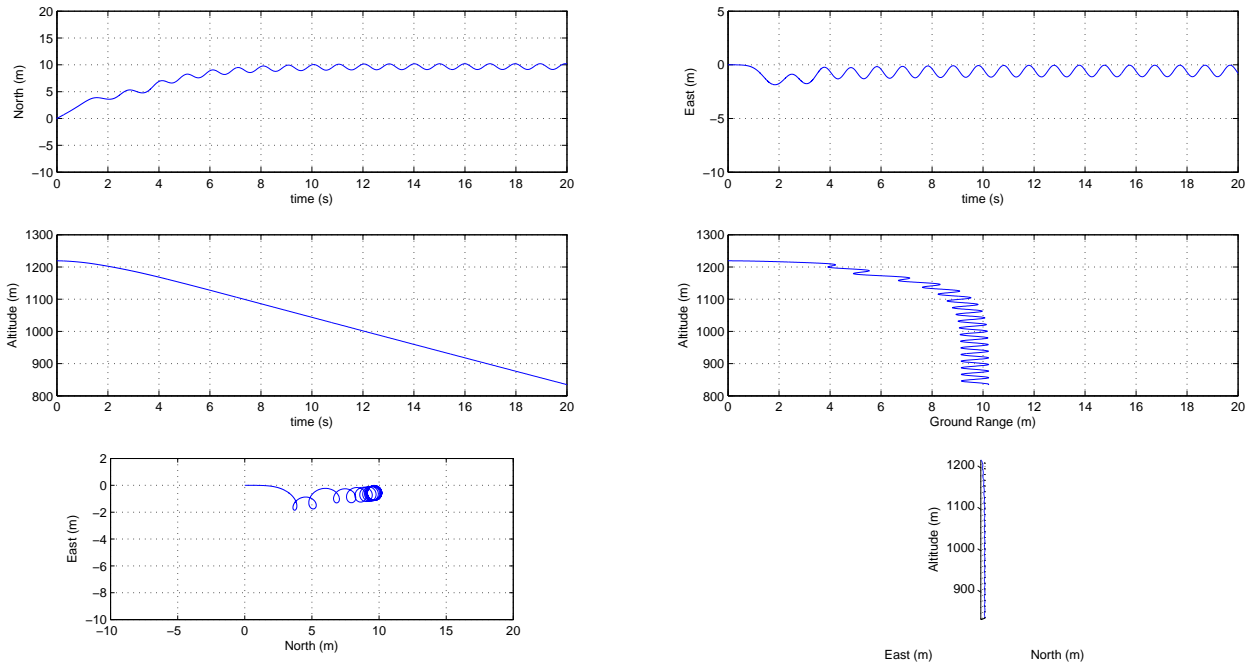 20
15
10
5
0
−5
−10
North (m)
0 2 4 6 8 10 12 14 16 18 20
time (s)
5
0
−5
−10
East (m)
0 2 4 6 8 10 12 14 16 18 20
time (s)
1300
1200
1100
1000
900
800
Altitude (m)
0 2 4 6 8 10 12 14 16 18 20
time (s)
1300
1200
1100
1000
900
800
Altitude (m)
0 2 4 6 8 10 12 14 16 18 20
Ground Range (m)
2
0
−2
−4
−6
−8
−10
East (m)
−10 −5 0 5 10 15 20
North (m)
1200
1100
1000
900
Altitude (m)
East (m) North (m)